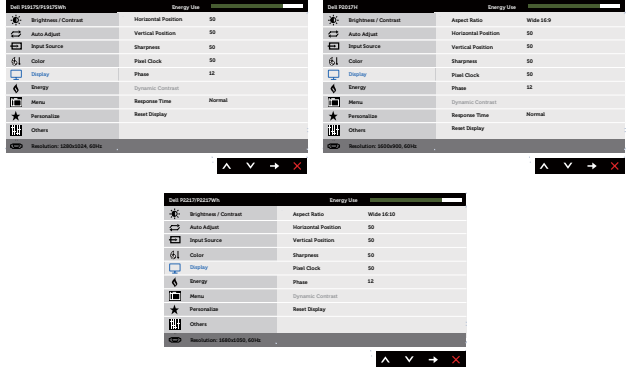 Dell P1917S/P1917SWh Energy Use
Brightness / Contrast Horizontal Position 50
Auto Adjust Vertical Position 50
Input Source Sharpness 50
Color Pixel Clock 50
Display Phase 12
Energy Dynamic Contrast
Menu Response Time Normal
Personalize Reset Display
Others
Resolution: 1280x1024, 60Hz
Dell P2017H Energy Use
Brightness / Contrast Aspect Ratio Wide 16:9
Auto Adjust Horizontal Position 50
Input Source Vertical Position 50
Color Sharpness 50
Display Pixel Clock 50
Energy Phase 12
Menu Dynamic Contrast
Personalize Response Time Normal
Others Reset Display
Resolution: 1600x900, 60Hz
Dell P2217/P2217Wh Energy Use
Brightness / Contrast Aspect Ratio Wide 16:10
Auto Adjust Horizontal Position 50
Input Source Vertical Position 50
Color Sharpness 50
Display Pixel Clock 50
Energy Phase 12
Menu Dynamic Contrast
Personalize Reset Display
Others
Resolution: 1680x1050, 60Hz